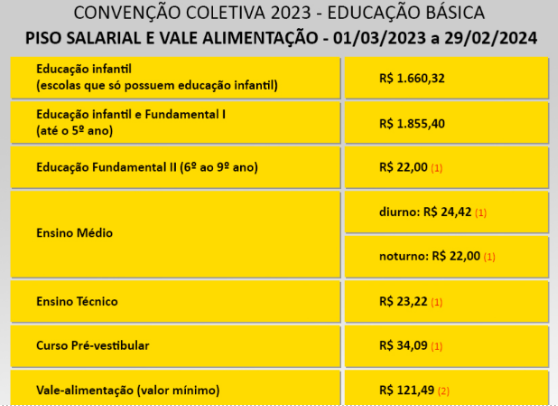 CONVENÇÃO COLETIVA 2023 - EDUCAÇÃO BÁSICA
PISO SALARIAL E VALE ALIMENTAÇÃO - 01/03/2023 a 29/02/2024
Educação infantil
(escolas que só possuem educação infantil)
R$ 1.660,32
Educação infantil e Fundamental I
(até o 5º ano)
R$ 1.855,40
Educação Fundamental II (6º ao 9º ano)
R$ 22,00 (1)
Ensino Médio
diurno: R$ 24,42 (1)
noturno: R$ 22,00 (1)
Ensino Técnico
R$ 23,22 (1)
Curso Pré-vestibular
R$ 34,09 (1)
Vale-alimentação (valor mínimo)
R$ 121,49 (2)